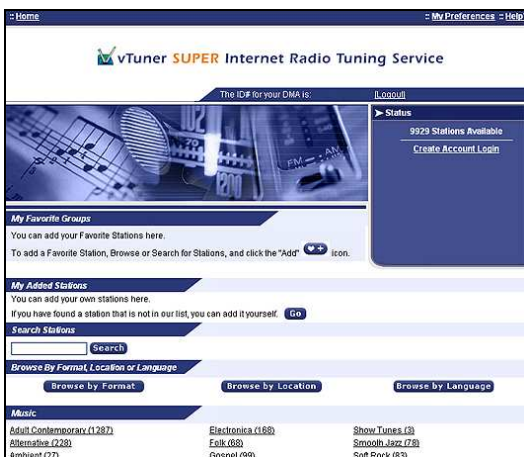 :: Home :: My Preferences :: Help
vTuner SUPER Internet Radio Tuning Service
The ID# for your DMA is: [Logout]
Status
9929 Stations Available
Create Account Login
FM AM
My Favorite Groups
You can add your Favorite Stations here.
To add a Favorite Station, Browse or Search for Stations, and click the "Add" icon.
My Added Stations
You can add your own stations here.
If you have found a station that is not in our list, you can add it yourself. Go
Search Stations
Search
Browse By Format, Location or Language
Browse by Format Browse by Location Browse by Language
Music
Adult Contemporary (1287) Electronica (168) Show Tunes (3)
Alternative (228) Folk (68) Smooth Jazz (78)
Ambient (27) Gospel (99) Soft Rock (83)